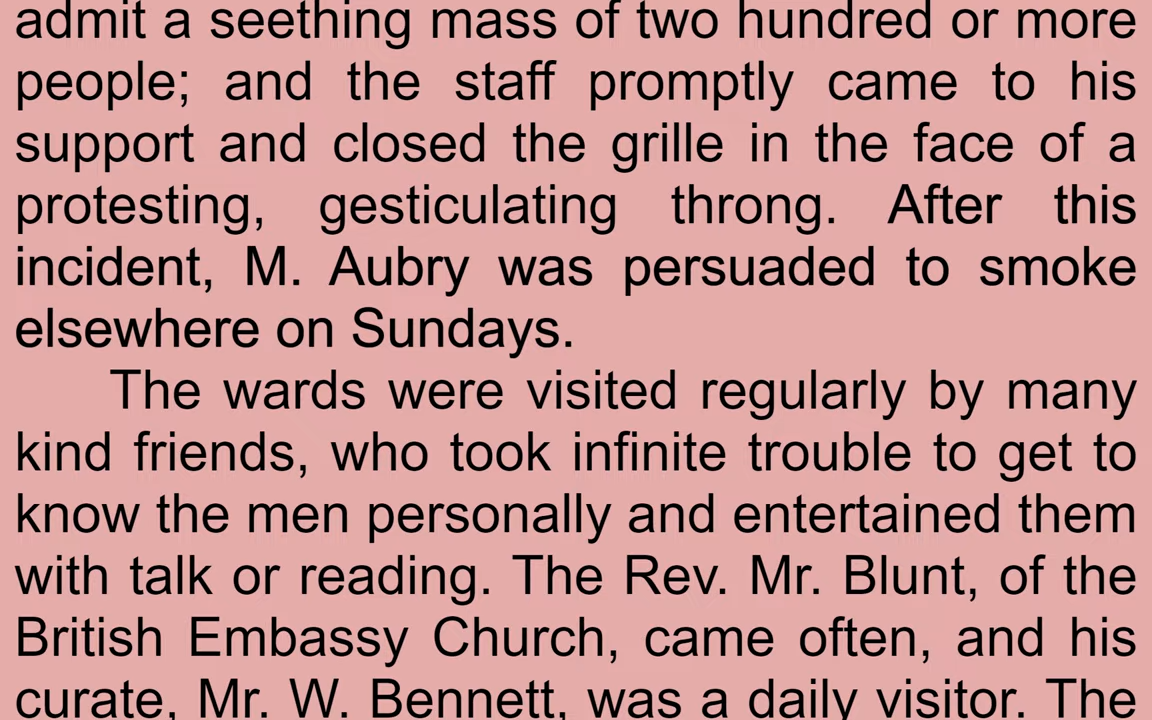 admit a seething mass of two hundred or more
people; and the staff promptly came to his
support and closed the grille in the face of a
protesting, gesticulating throng. After this
incident, M. Aubry was persuaded to smoke
elsewhere on Sundays.
The wards were visited regularly by many
kind friends, who took infinite trouble to get to
know the men personally and entertained them
with talk or reading. The Rev. Mr. Blunt, of the
British Embassy Church, came often, and his
curate, Mr. W. Bennett, was a daily visitor. The